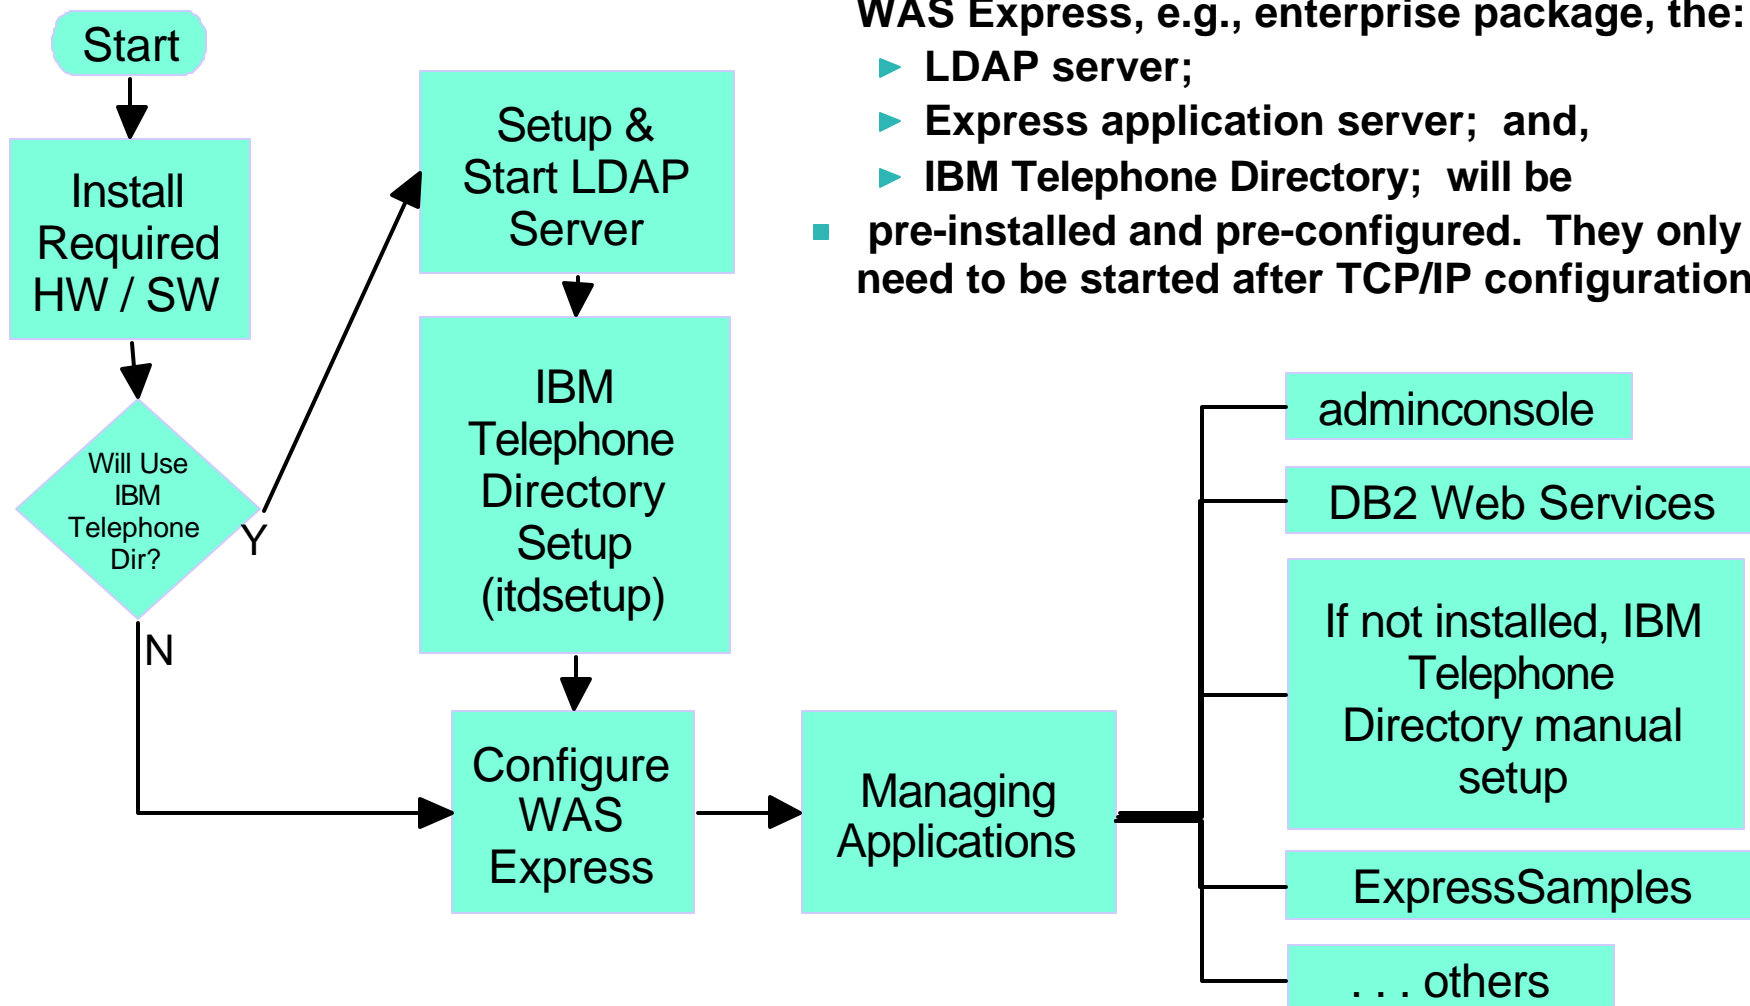 Start
Install
Required
HW / SW
Will Use
IBM
Telephone
Dir?
Y
N
Setup &
Start LDAP
Server
IBM
Telephone
Directory
Setup
(itdsetup)
Configure
WAS
Express
Managing
Applications
WAS Express, e.g., enterprise package, the:
LDAP server;
Express application server; and,
IBM Telephone Directory; will be
pre-installed and pre-configured. They only
need to be started after TCP/IP configuration
adminconsole
DB2 Web Services
If not installed, IBM
Telephone
Directory manual
setup
ExpressSamples
. . . others